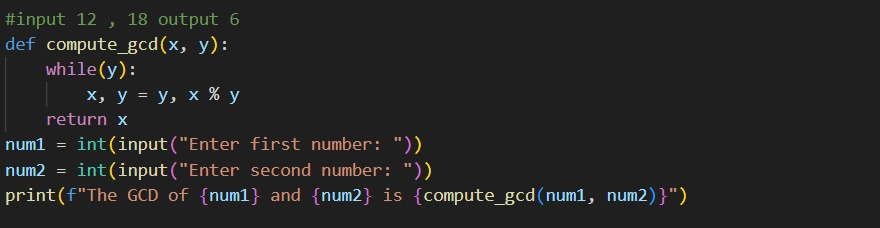 #input 12 , 18 output 6
def compute_gcd(x, y):
    while(y):
        x, y = y, x % y
    return x
num1 = int(input("Enter first number: "))
num2 = int(input("Enter second number: "))
print(f"The GCD of {num1} and {num2} is {compute_gcd(num1, num2)}")